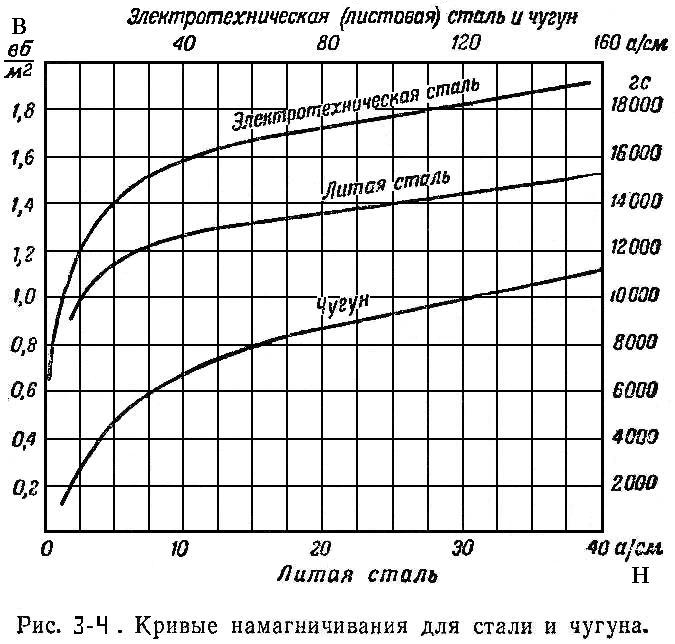 Электротехническая (листовая) сталь и чугун
B 40 80 120 160 а/см
вб/м2 гс
1,8 18000
Электротехническая сталь
1,6 16000
Литая сталь
1,4 14000
1,2 12000
1,0 10000
Чугун
0,8 8000
0,6 6000
0,4 4000
0,2 2000
0 10 20 30 40 а/см
Литая сталь H
Рис. 3-4. Кривые намагничивания для стали и чугуна.